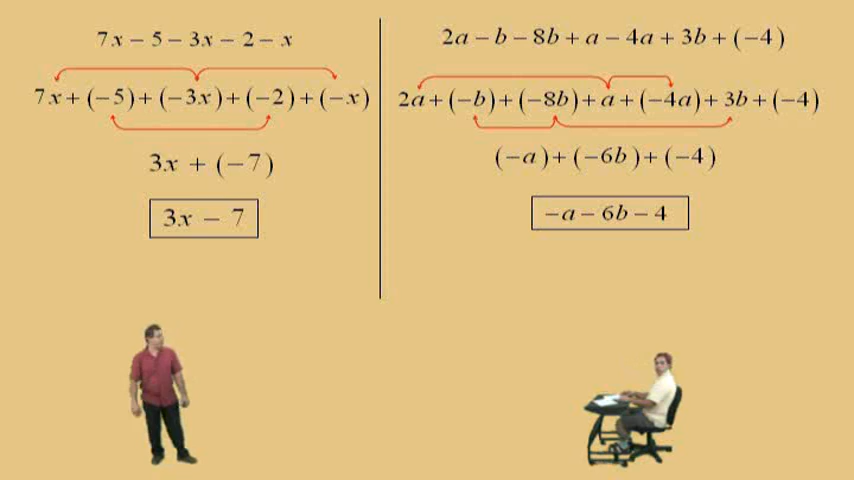 7x − 5 − 3x − 2 − x
7x + (−5) + (−3x) + (−2) + (−x)
3x + (−7)
3x − 7
2a − b − 8b + a − 4a + 3b + (−4)
2a + (−b) + (−8b) + a + (−4a) + 3b + (−4)
(−a) + (−6b) + (−4)
−a − 6b − 4